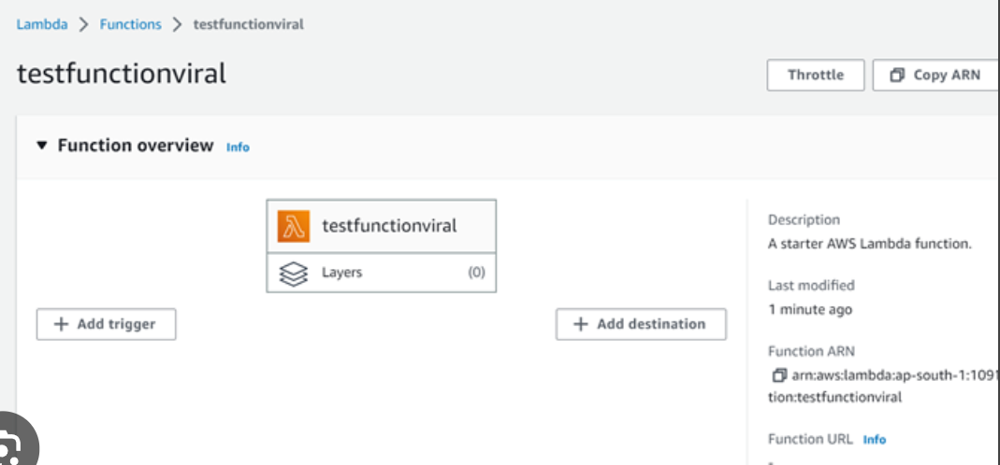 Lambda > Functions > testfunctionviral
testfunctionviral
Throttle
Copy ARN
Function overview Info
testfunctionviral
Layers (0)
+ Add trigger
+ Add destination
Description
A starter AWS Lambda function.
Last modified
1 minute ago
Function ARN
arn:aws:lambda:ap-south-1:1091
tion:testfunctionviral
Function URL Info
-